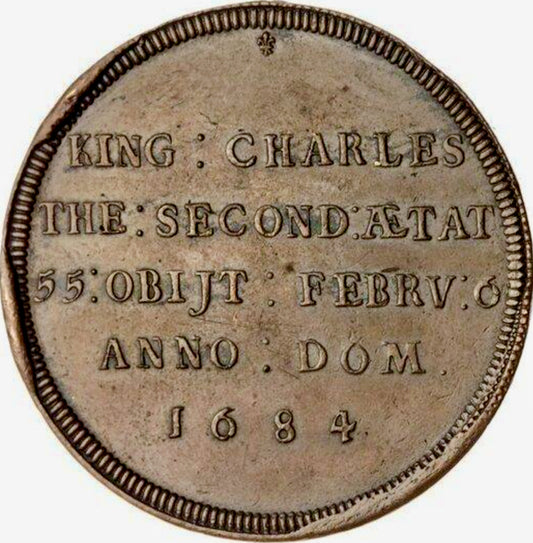 KING : CHARLES
THE : SECOND : ÆTAT
55 : OBIJT : FEBRV : 6
ANNO : DOM
1684